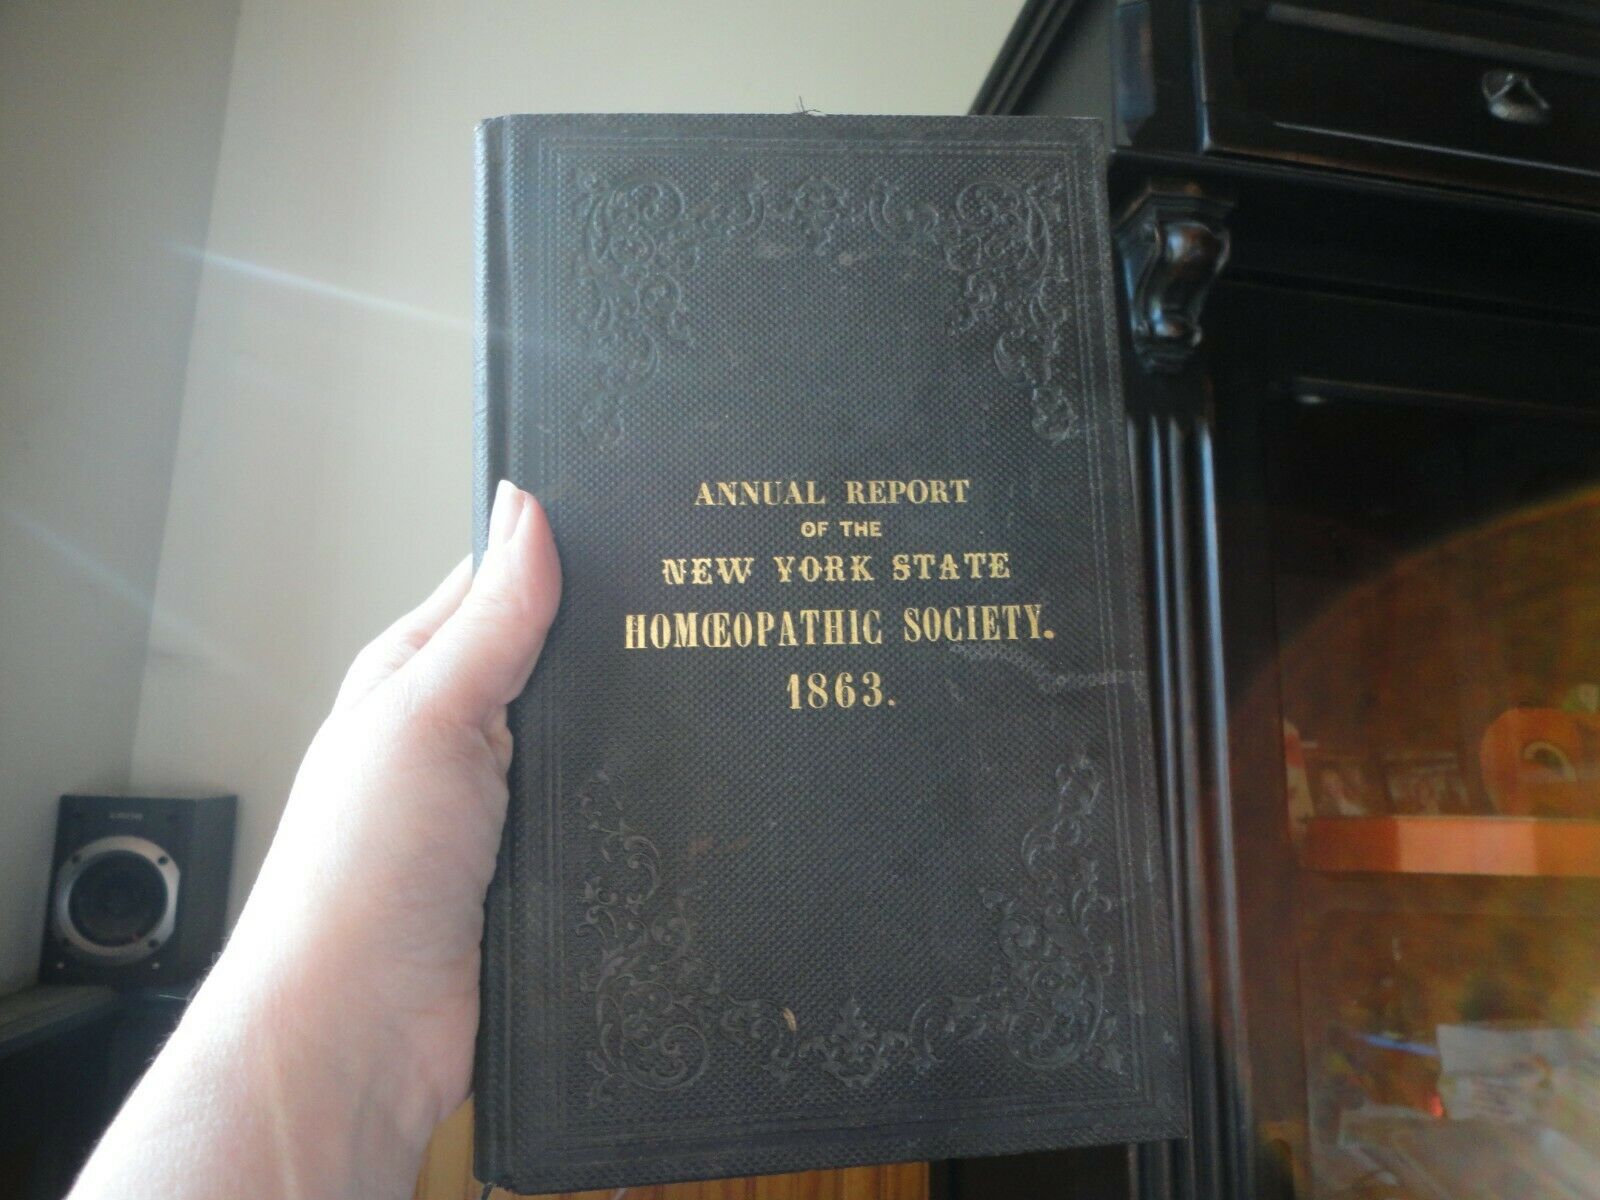 ANNUAL REPORT
OF THE
NEW YORK STATE
HOMŒOPATHIC SOCIETY.
1863.